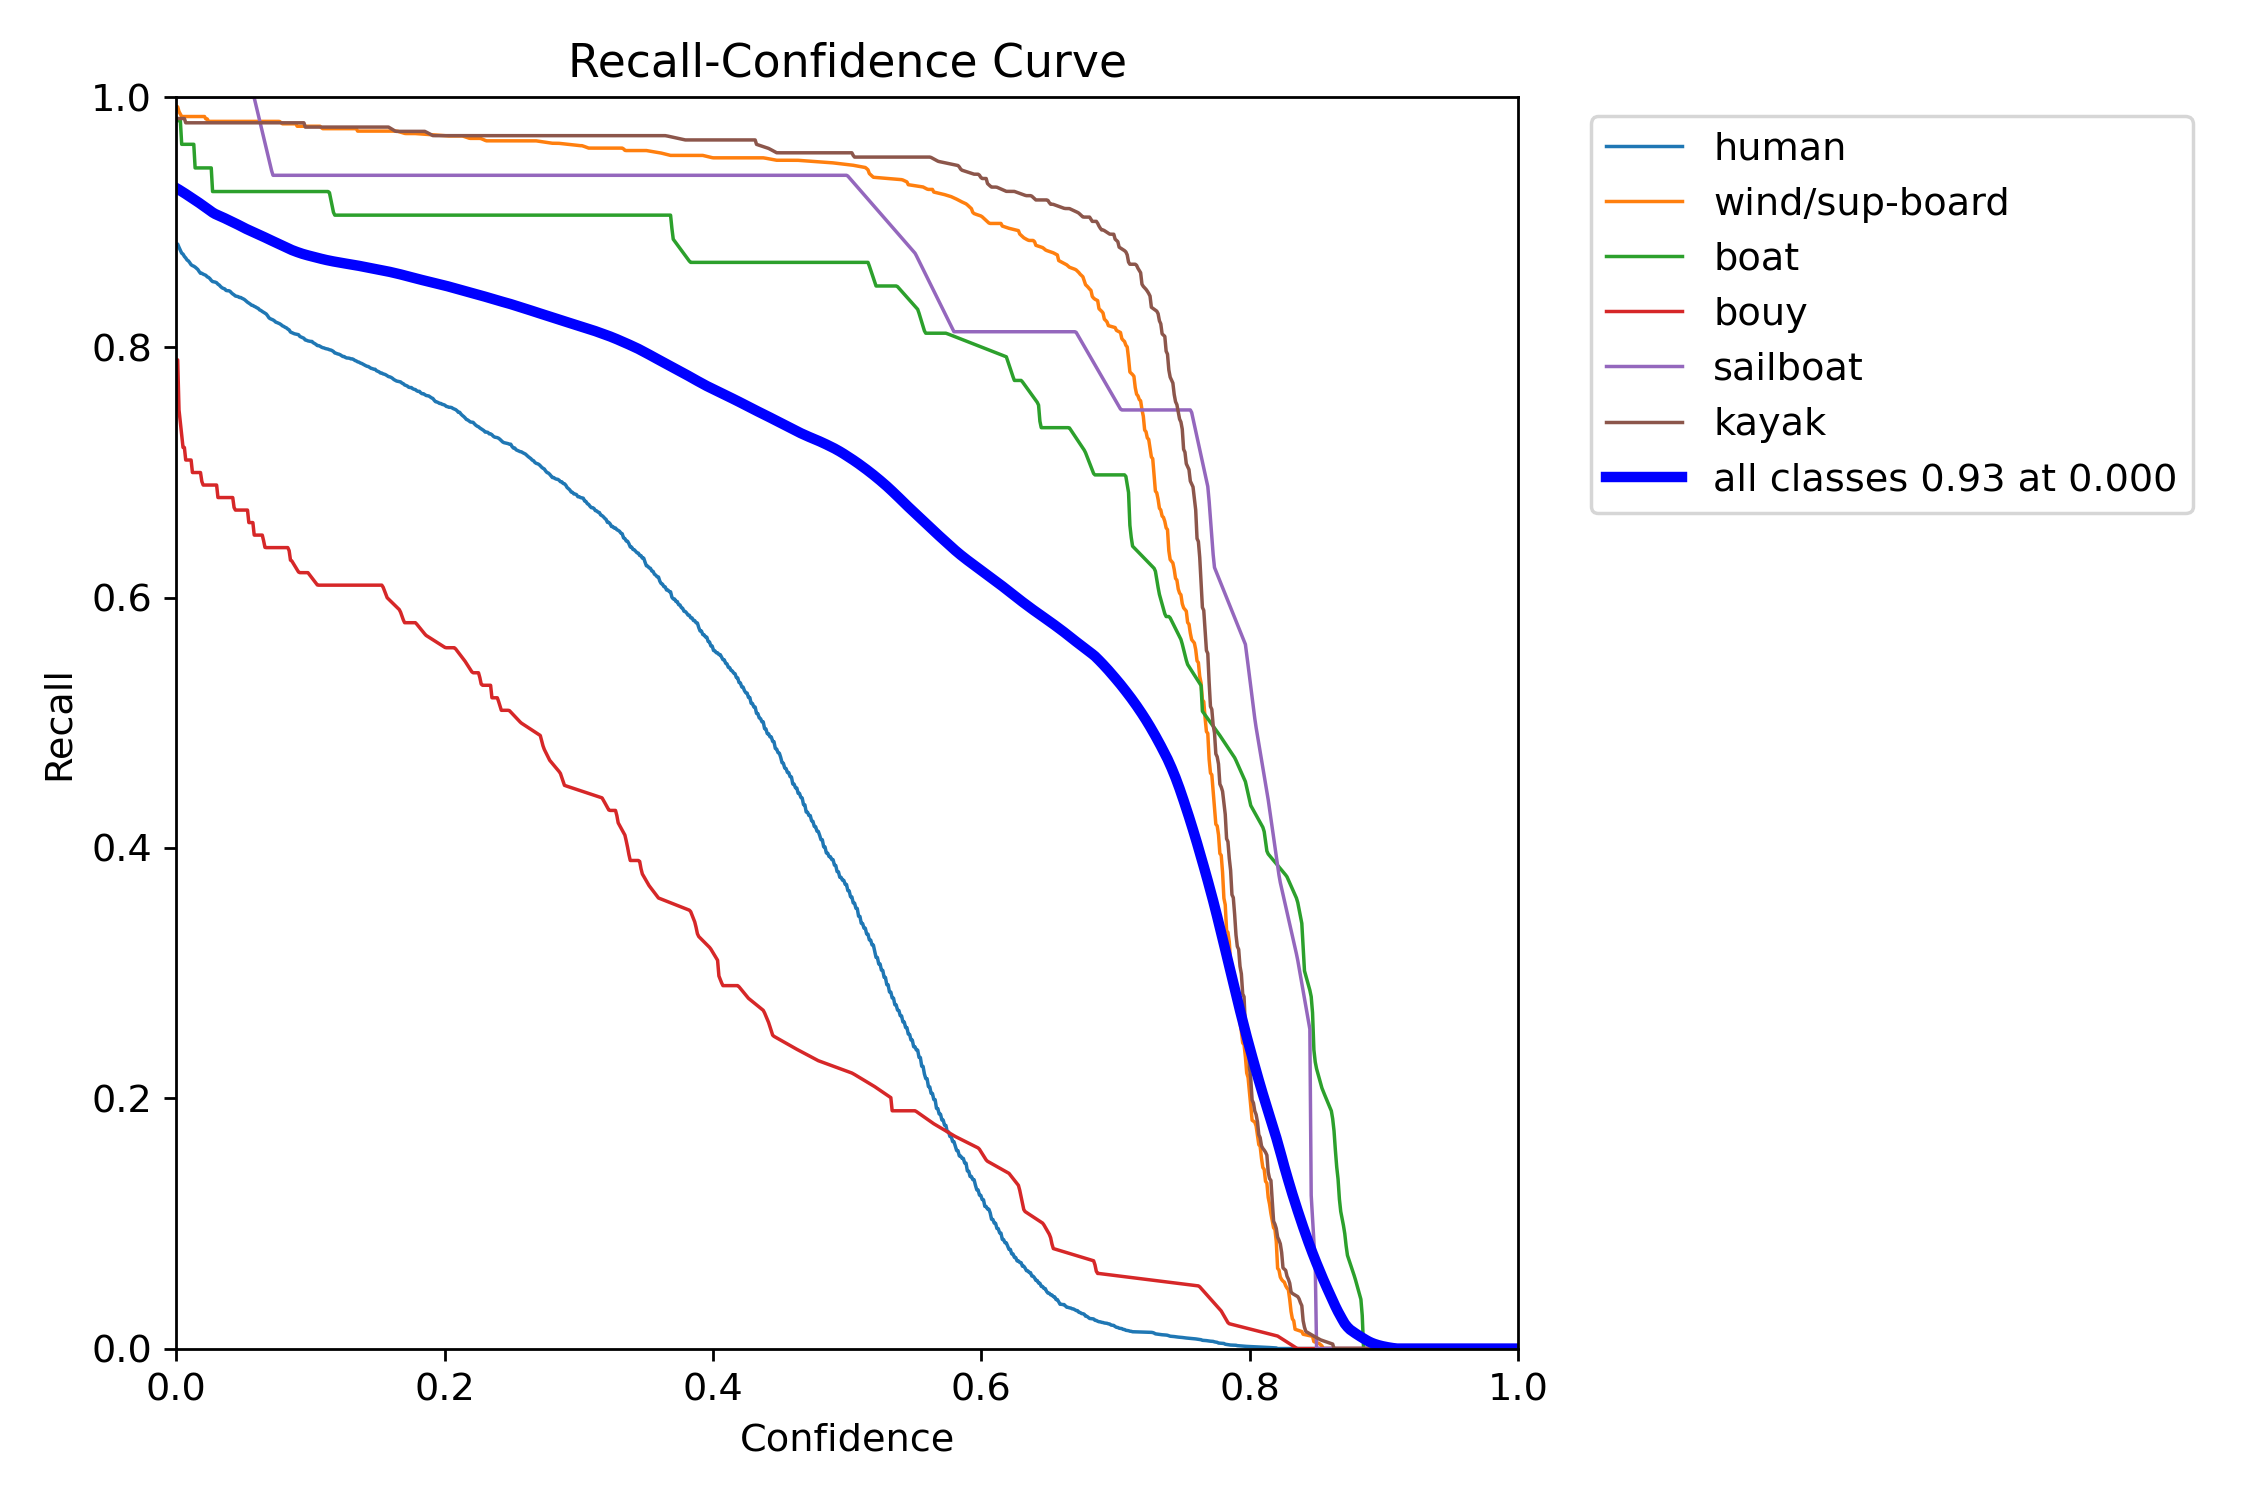 Recall-Confidence Curve
1.0
0.8
0.6
0.4
0.2
0.0
Recall
0.0 0.2 0.4 0.6 0.8 1.0
Confidence
human
wind/sup-board
boat
bouy
sailboat
kayak
all classes 0.93 at 0.000